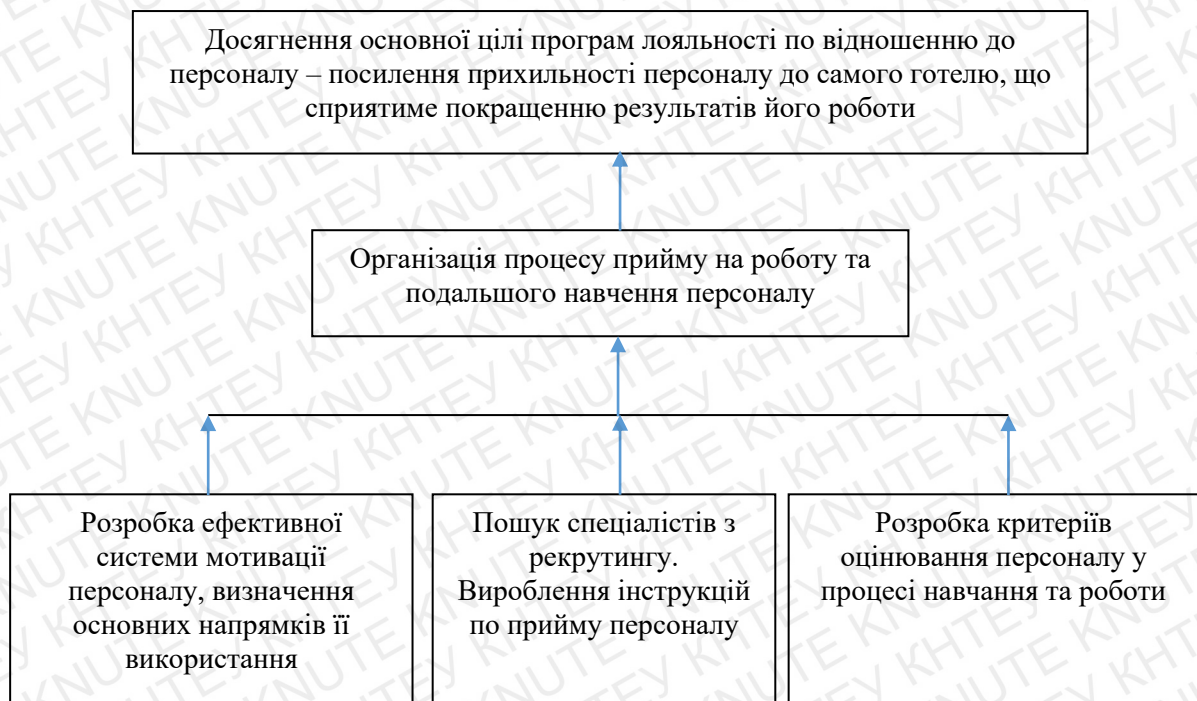 Досягнення основної цілі програм лояльності по відношенню до
персоналу – посилення прихильності персоналу до самого готелю, що
сприятиме покращенню результатів його роботи
Організація процесу прийму на роботу та
подальшого навчення персоналу
Розробка ефективної
системи мотивації
персоналу, визначення
основних напрямків її
використання
Пошук спеціалістів з
рекрутингу.
Вироблення інструкцій
по прийму персоналу
Розробка критеріїв
оцінювання персоналу у
процесі навчання та роботи